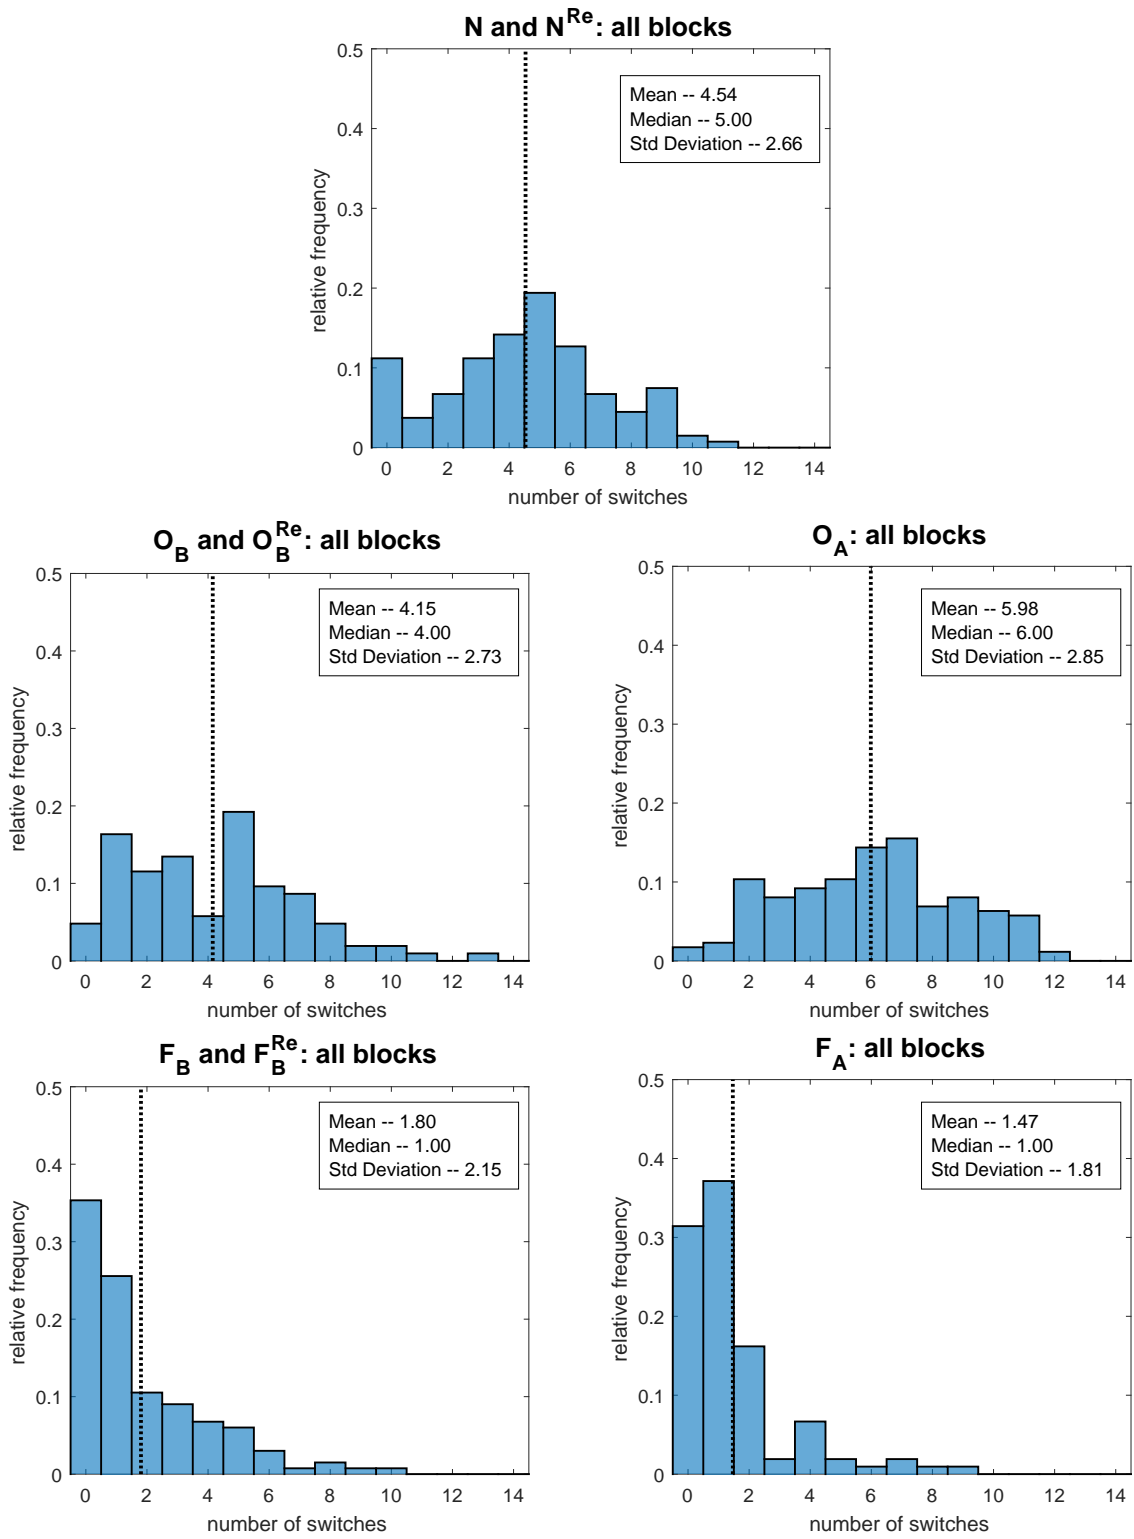 N and N^Re: all blocks
0.5
0.4
0.3
0.2
0.1
0
relative frequency
Mean -- 4.54
Median -- 5.00
Std Deviation -- 2.66
0 2 4 6 8 10 12 14
number of switches
O_B and O_B^Re: all blocks
0.5
0.4
0.3
0.2
0.1
0
relative frequency
Mean -- 4.15
Median -- 4.00
Std Deviation -- 2.73
0 2 4 6 8 10 12 14
number of switches
O_A: all blocks
0.5
0.4
0.3
0.2
0.1
0
relative frequency
Mean -- 5.98
Median -- 6.00
Std Deviation -- 2.85
0 2 4 6 8 10 12 14
number of switches
F_B and F_B^Re: all blocks
0.5
0.4
0.3
0.2
0.1
0
relative frequency
Mean -- 1.80
Median -- 1.00
Std Deviation -- 2.15
0 2 4 6 8 10 12 14
number of switches
F_A: all blocks
0.5
0.4
0.3
0.2
0.1
0
relative frequency
Mean -- 1.47
Median -- 1.00
Std Deviation -- 1.81
0 2 4 6 8 10 12 14
number of switches